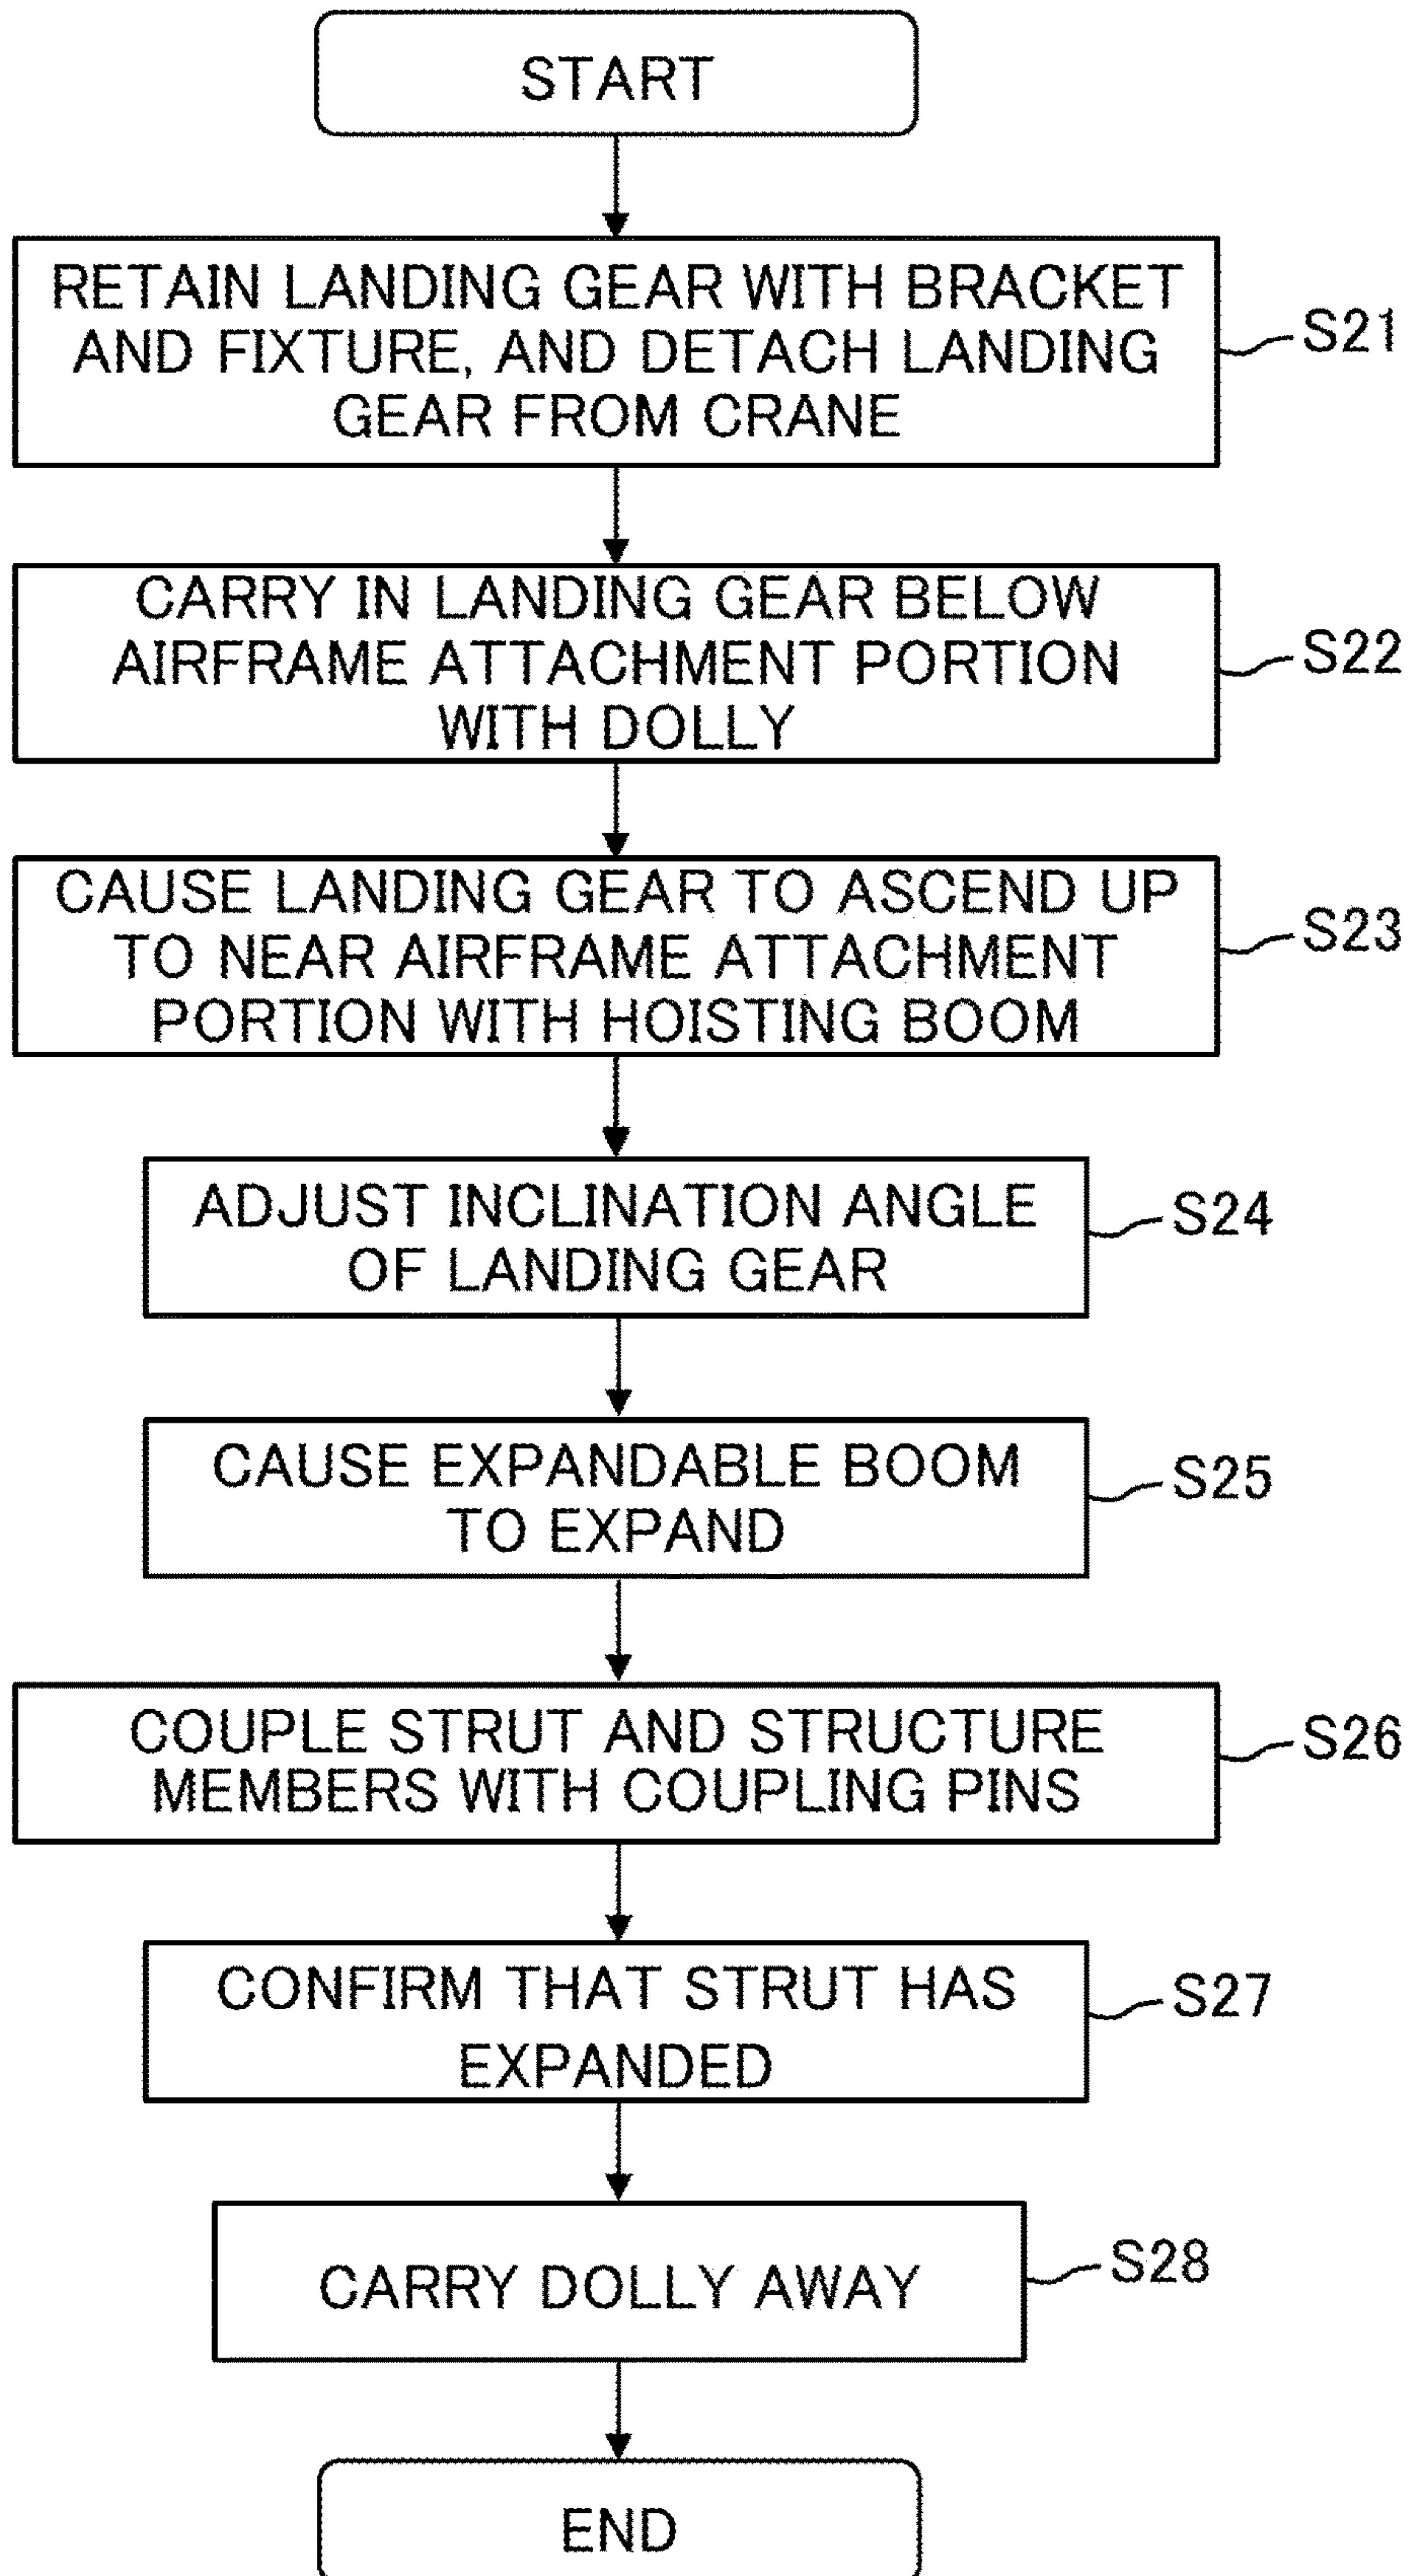 START
RETAIN LANDING GEAR WITH BRACKET
AND FIXTURE, AND DETACH LANDING
GEAR FROM CRANE
S21
CARRY IN LANDING GEAR BELOW
AIRFRAME ATTACHMENT PORTION
WITH DOLLY
S22
CAUSE LANDING GEAR TO ASCEND UP
TO NEAR AIRFRAME ATTACHMENT
PORTION WITH HOISTING BOOM
S23
ADJUST INCLINATION ANGLE
OF LANDING GEAR
S24
CAUSE EXPANDABLE BOOM
TO EXPAND
S25
COUPLE STRUT AND STRUCTURE
MEMBERS WITH COUPLING PINS
S26
CONFIRM THAT STRUT HAS
EXPANDED
S27
CARRY DOLLY AWAY
S28
END